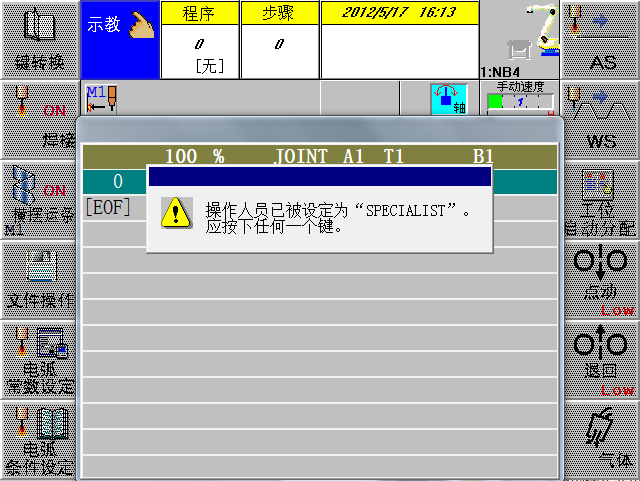 键转换
示教
程序
0
[无]
步骤
0
2012/5/17 16:13
1:NB4
AS
ON
焊接
M1
轴
手动速度
1
WS
100 % JOINT A1 T1 B1
0
[EOF]
操作人员已被设定为“SPECIALIST”。
应按下任何一个键。
ON
横摆运条
M1
文件操作
电弧
常数设定
电弧
条件设定
工位
自动分配
点动
Low
退回
Low
气体